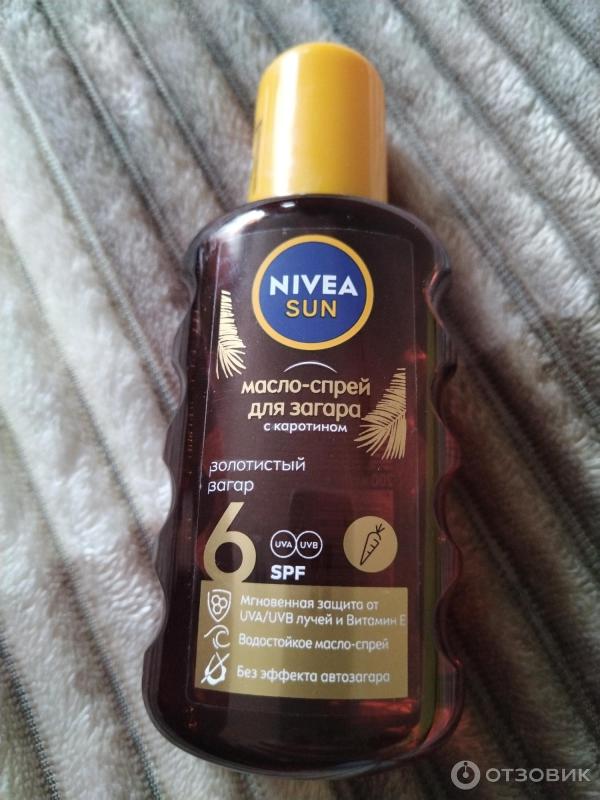 NIVEA
SUN
масло-спрей
для загара
с каротином
золотистый
загар
6
UVA UVB
SPF
Мгновенная защита от
UVA/UVB лучей и Витамин E
Водостойкое масло-спрей
Без эффекта автозагара
ОТЗОВИК